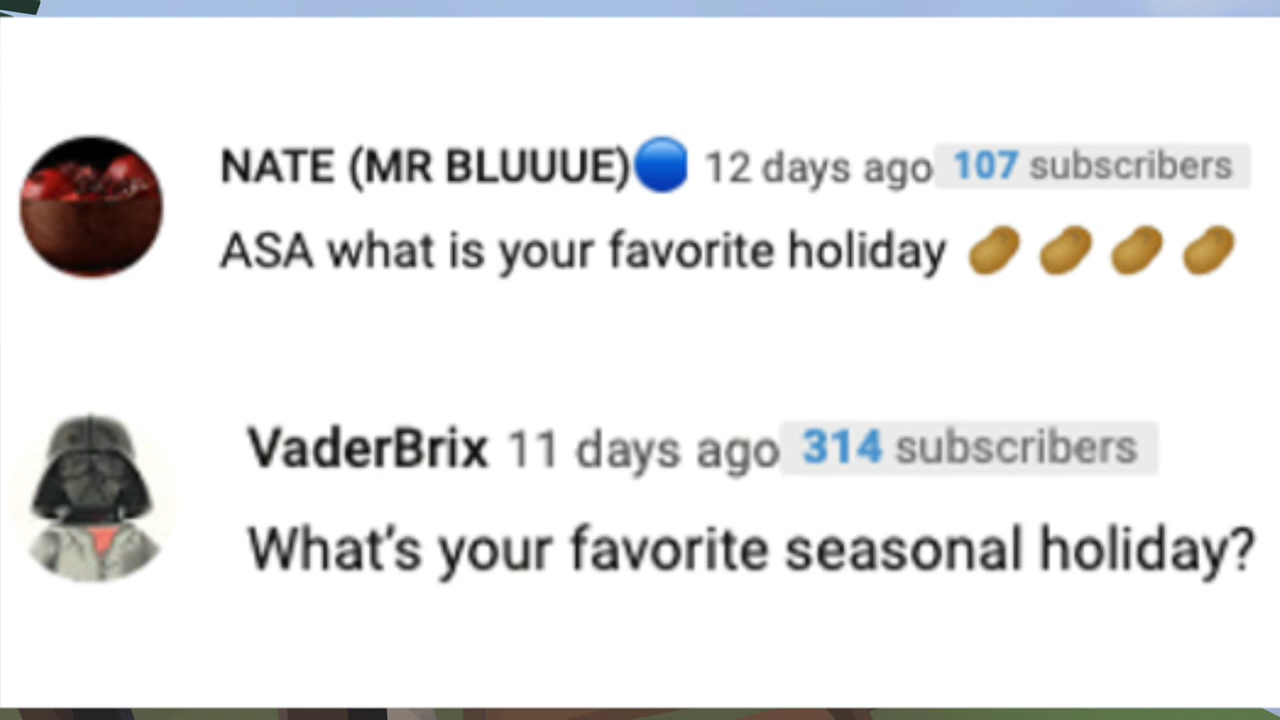 NATE (MR BLUUUE)🔵 12 days ago 107 subscribers
ASA what is your favorite holiday 🥔 🥔 🥔 🥔
VaderBrix 11 days ago 314 subscribers
What's your favorite seasonal holiday?